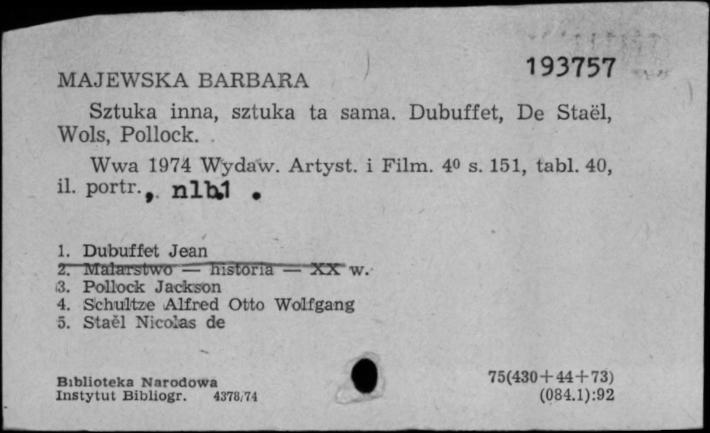 193757
MAJEWSKA BARBARA
Sztuka inna, sztuka ta sama. Dubuffet, De Staël,
Wols, Pollock.
Wwa 1974 Wydaw. Artyst. i Film. 4⁰ s. 151, tabl. 40,
il. portr., nlb.1 .
1. Dubuffet Jean
2. Malarstwo — historia — XX w.
3. Pollock Jackson
4. Schultze Alfred Otto Wolfgang
5. Staël Nicolas de
Biblioteka Narodowa
Instytut Bibliogr. 4378/74
75(430+44+73)
(084.1):92